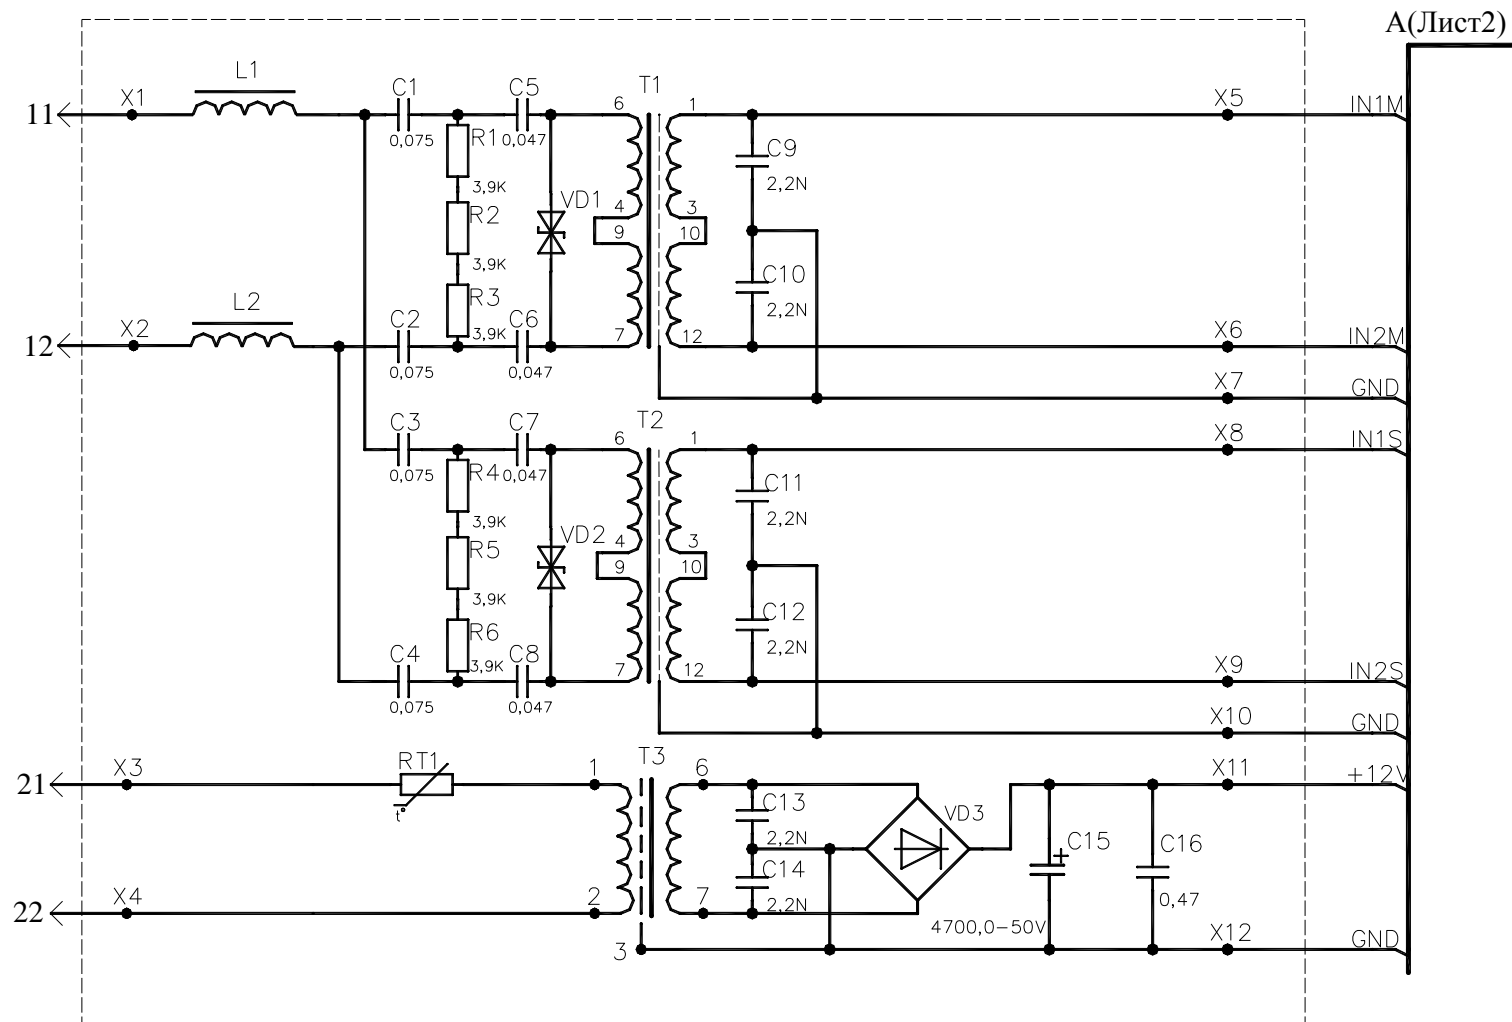 А(Лист2)
L1
C1
C5
T1
11
X1
6
1
X5
IN1M
0,075
R1
0,047
C9
3,9K
2,2N
VD1
R2
4
3
9
10
3,9K
C10
L2
R3
2,2N
C2
C6
12
X2
3,9K
7
12
X6
IN2M
0,075
0,047
X7
GND
C3
C7
T2
6
1
X8
IN1S
0,075
R4
0,047
C11
3,9K
2,2N
VD2
R5
4
3
9
10
3,9K
C12
R6
2,2N
C4
C8
3,9K
7
12
X9
IN2S
0,075
0,047
X10
GND
T3
21
X3
RT1
1
6
X11
+12V
t°
C13
VD3
2,2N
+
C15
C16
C14
22
X4
2
7
2,2N
0,47
4700,0-50V
3
X12
GND